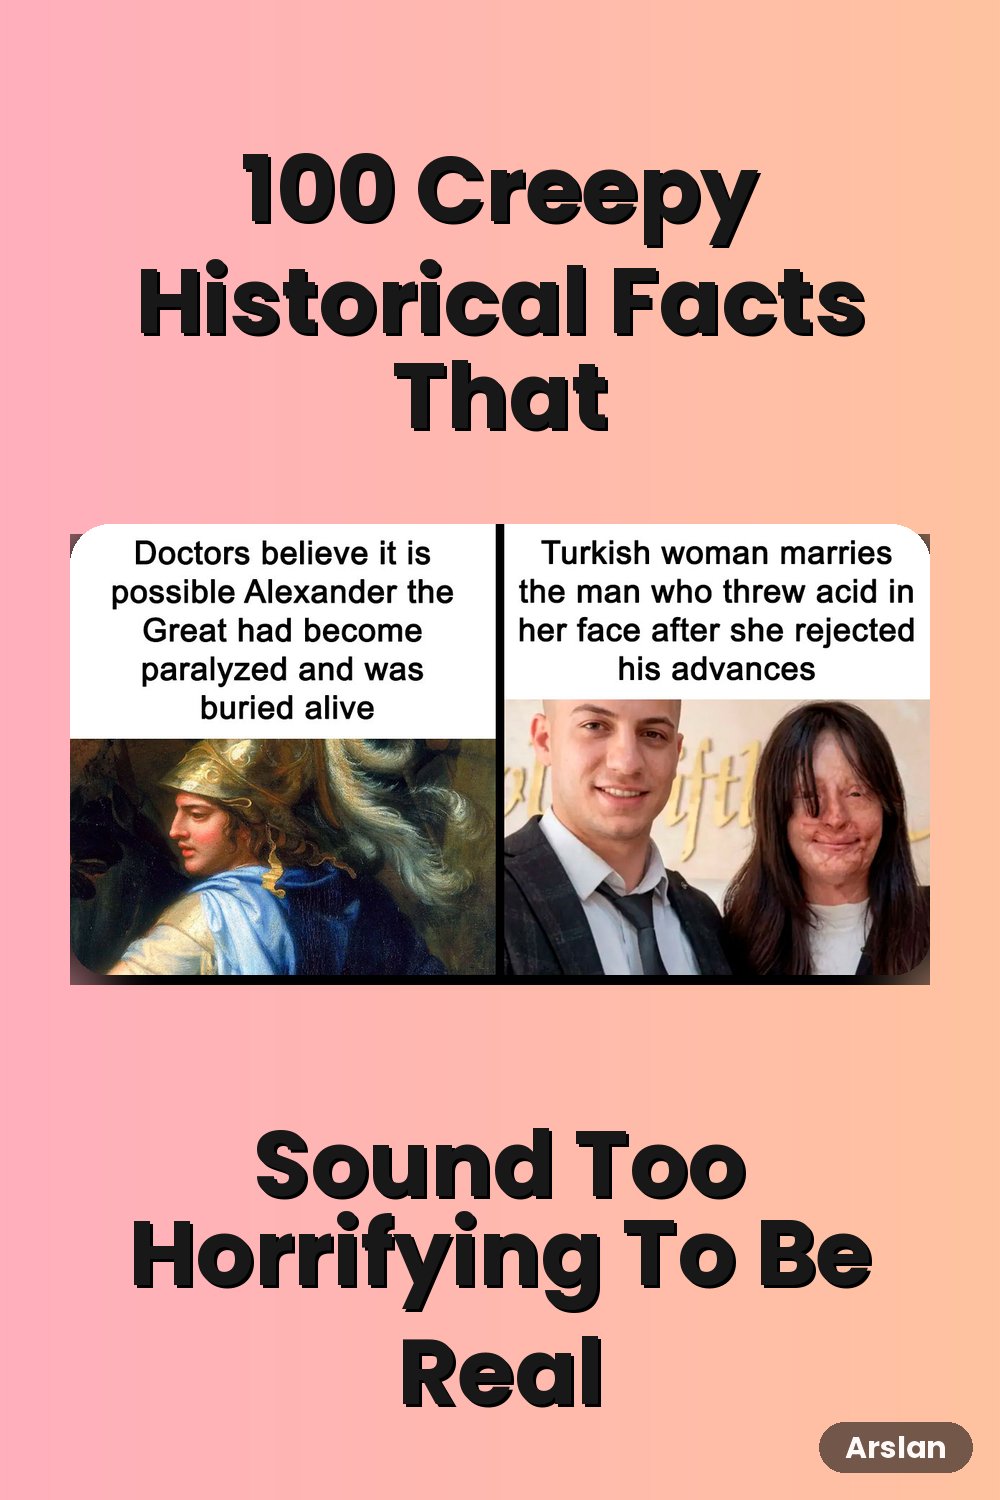 100 Creepy
Historical Facts
That
Doctors believe it is
possible Alexander the
Great had become
paralyzed and was
buried alive
Turkish woman marries
the man who threw acid in
her face after she rejected
his advances
Sound Too
Horrifying To Be
Real
Arslan